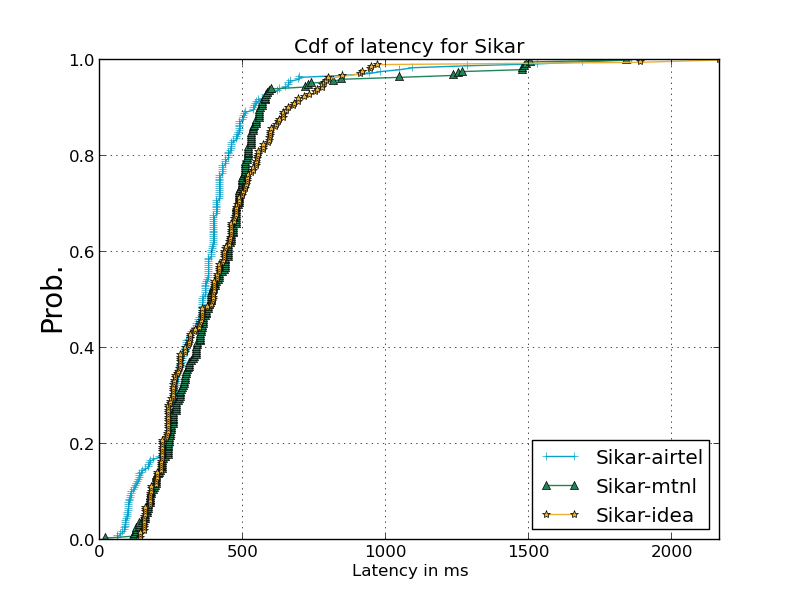 Cdf of latency for Sikar
Prob.
1.0
0.8
0.6
0.4
0.2
0.0
0 500 1000 1500 2000
Latency in ms
Sikar-airtel
Sikar-mtnl
Sikar-idea